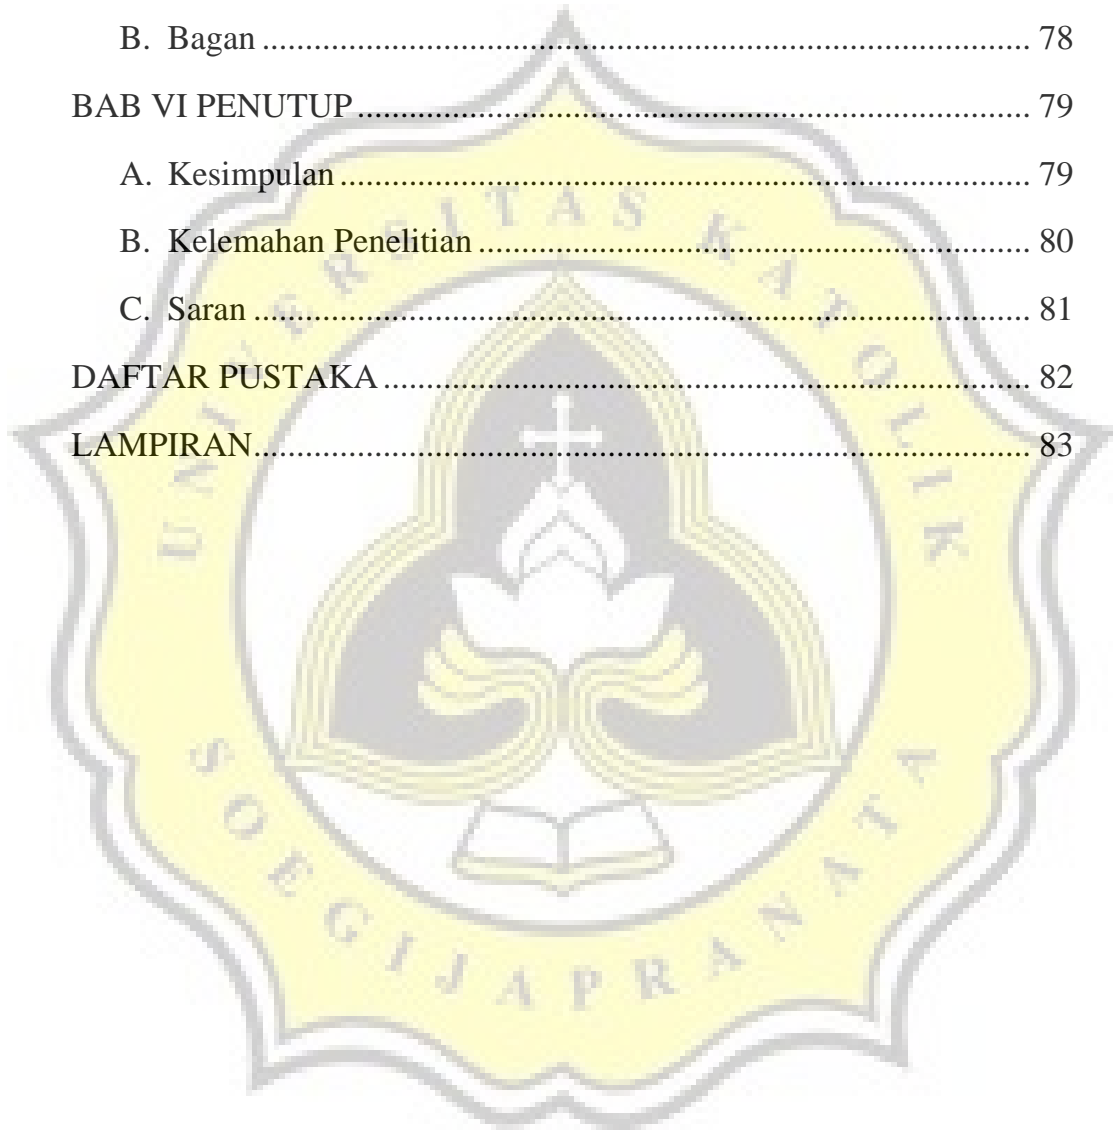 B. Bagan ........................................................................................ 78
BAB VI PENUTUP ............................................................................. 79
A. Kesimpulan ............................................................................... 79
B. Kelemahan Penelitian ................................................................ 80
C. Saran ......................................................................................... 81
DAFTAR PUSTAKA .......................................................................... 82
LAMPIRAN......................................................................................... 83
UNIVERSITAS KATOLIK
SOEGIJAPRANATA